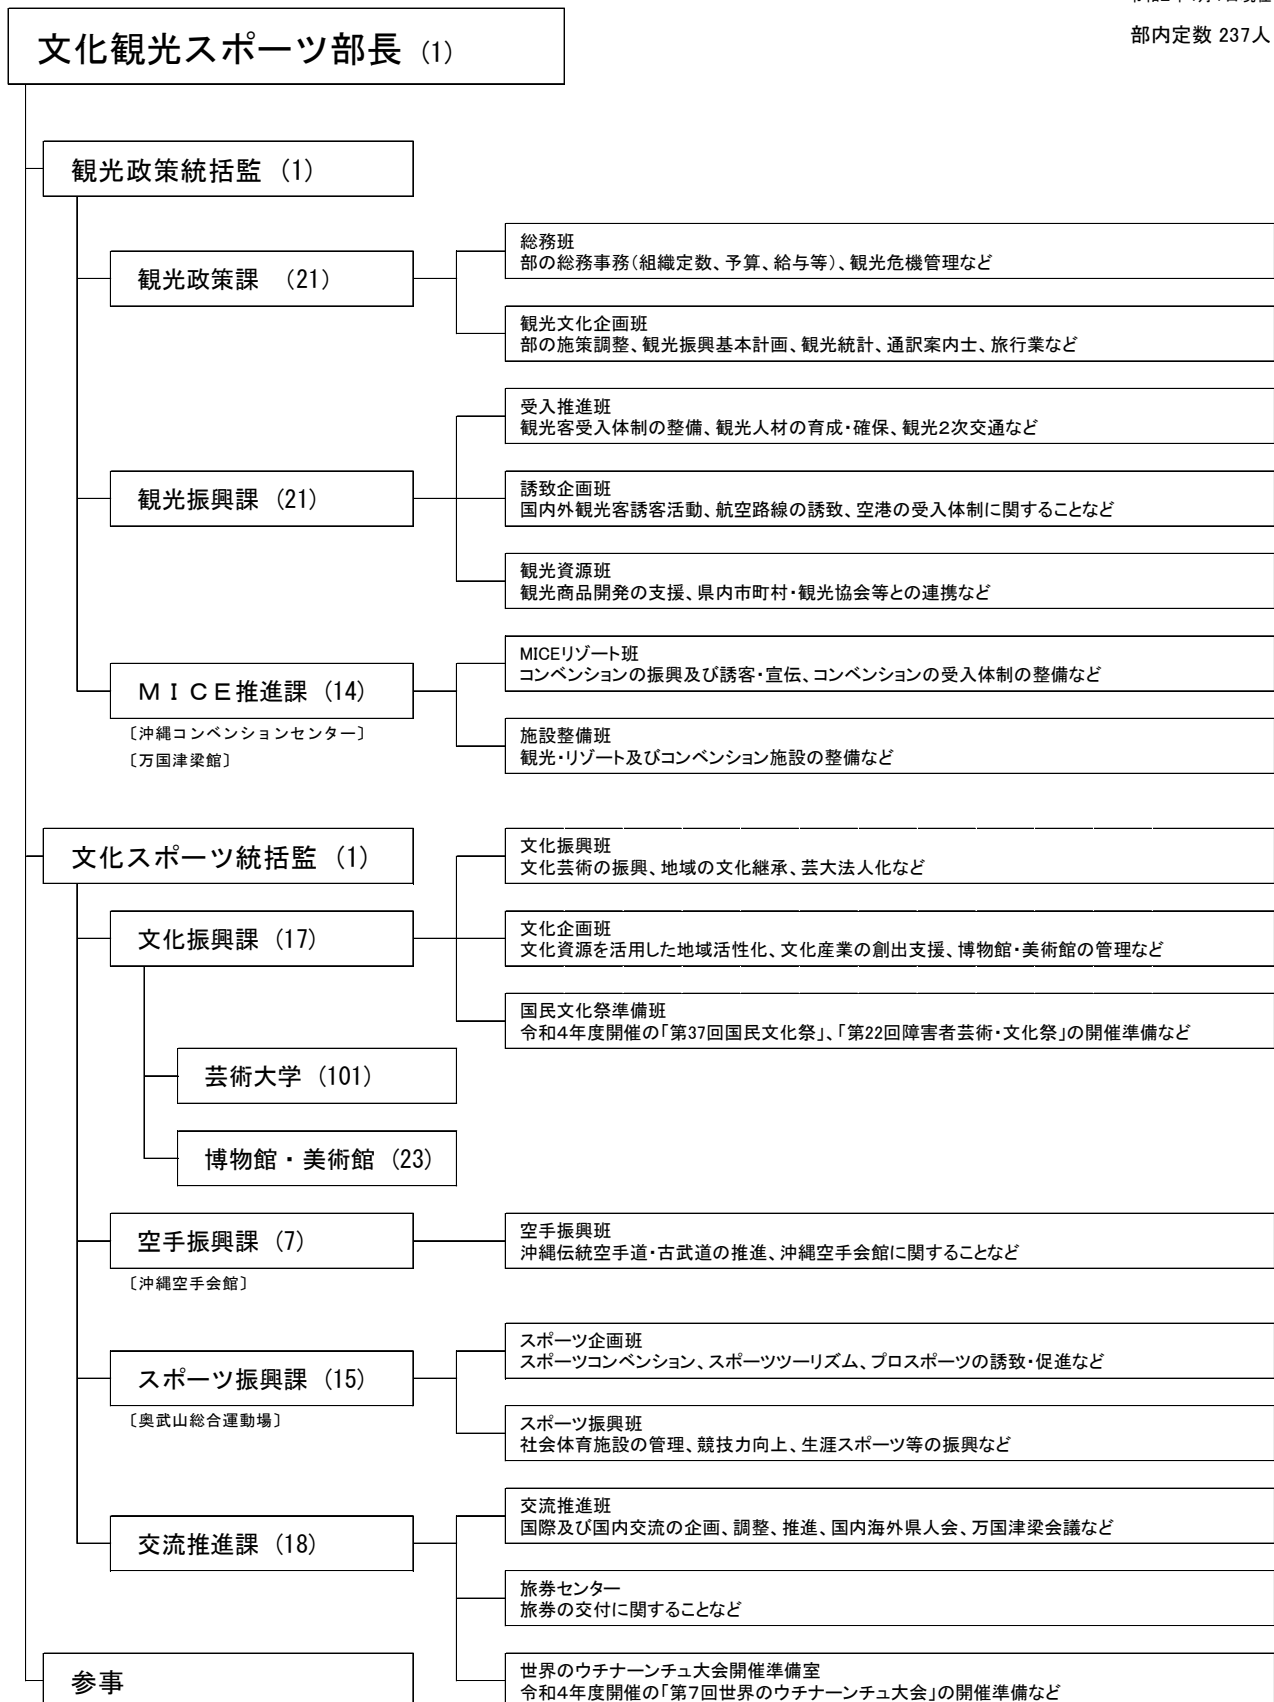 部内定数 237人
文化観光スポーツ部長 (1)
観光政策統括監 (1)
観光政策課 (21)
総務班
部の総務事務(組織定数、予算、給与等)、観光危機管理など
観光文化企画班
部の施策調整、観光振興基本計画、観光統計、通訳案内士、旅行業など
観光振興課 (21)
受入推進班
観光客受入体制の整備、観光人材の育成・確保、観光2次交通など
誘致企画班
国内外観光客誘客活動、航空路線の誘致、空港の受入体制に関することなど
観光資源班
観光商品開発の支援、県内市町村・観光協会等との連携など
ＭＩＣＥ推進課 (14)
〔沖縄コンベンションセンター〕
〔万国津梁館〕
MICEリゾート班
コンベンションの振興及び誘客・宣伝、コンベンションの受入体制の整備など
施設整備班
観光・リゾート及びコンベンション施設の整備など
文化スポーツ統括監 (1)
文化振興課 (17)
文化振興班
文化芸術の振興、地域の文化継承、芸大法人化など
文化企画班
文化資源を活用した地域活性化、文化産業の創出支援、博物館・美術館の管理など
国民文化祭準備班
令和4年度開催の「第37回国民文化祭」、「第22回障害者芸術・文化祭」の開催準備など
芸術大学 (101)
博物館・美術館 (23)
空手振興課 (7)
〔沖縄空手会館〕
空手振興班
沖縄伝統空手道・古武道の推進、沖縄空手会館に関することなど
スポーツ振興課 (15)
〔奥武山総合運動場〕
スポーツ企画班
スポーツコンベンション、スポーツツーリズム、プロスポーツの誘致・促進など
スポーツ振興班
社会体育施設の管理、競技力向上、生涯スポーツ等の振興など
交流推進課 (18)
交流推進班
国際及び国内交流の企画、調整、推進、国内海外県人会、万国津梁会議など
旅券センター
旅券の交付に関することなど
世界のウチナーンチュ大会開催準備室
令和4年度開催の「第7回世界のウチナーンチュ大会」の開催準備など
参事